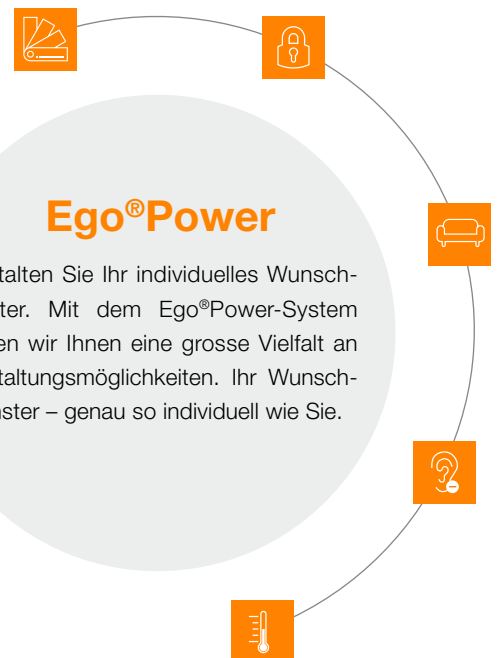 Ego®Power
talten Sie Ihr individuelles Wunsch-
ter. Mit dem Ego®Power-System
en wir Ihnen eine grosse Vielfalt an
taltungsmöglichkeiten. Ihr Wunsch-
nster – genau so individuell wie Sie.